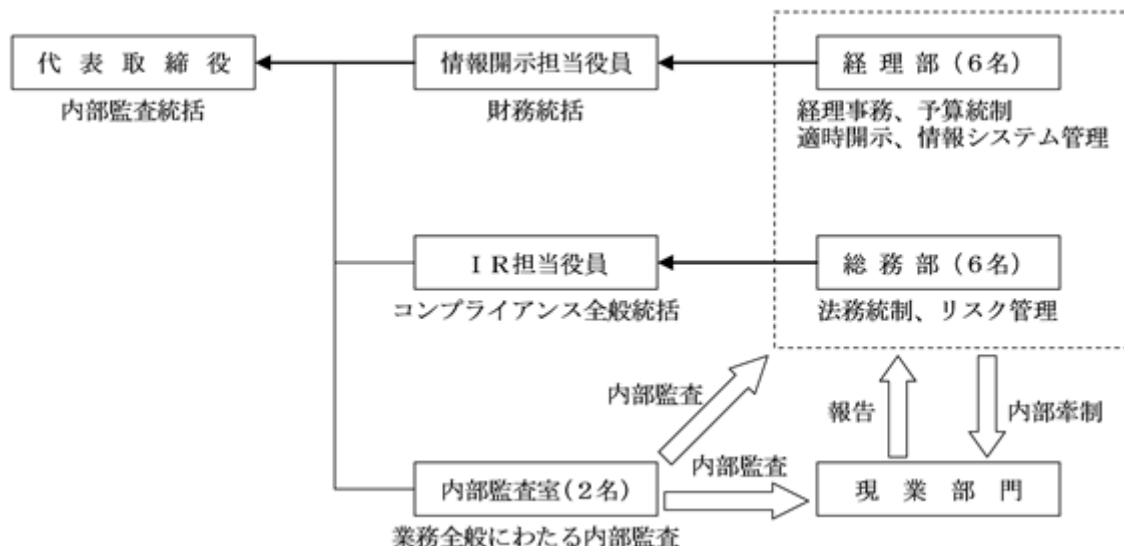 代表取締役
内部監査統括
情報開示担当役員
財務統括
経理部(6名)
経理事務、予算統制
適時開示、情報システム管理
IR担当役員
コンプライアンス全般統括
総務部(6名)
法務統制、リスク管理
内部監査
報告
内部牽制
内部監査室(2名)
業務全般にわたる内部監査
内部監査
現業部門